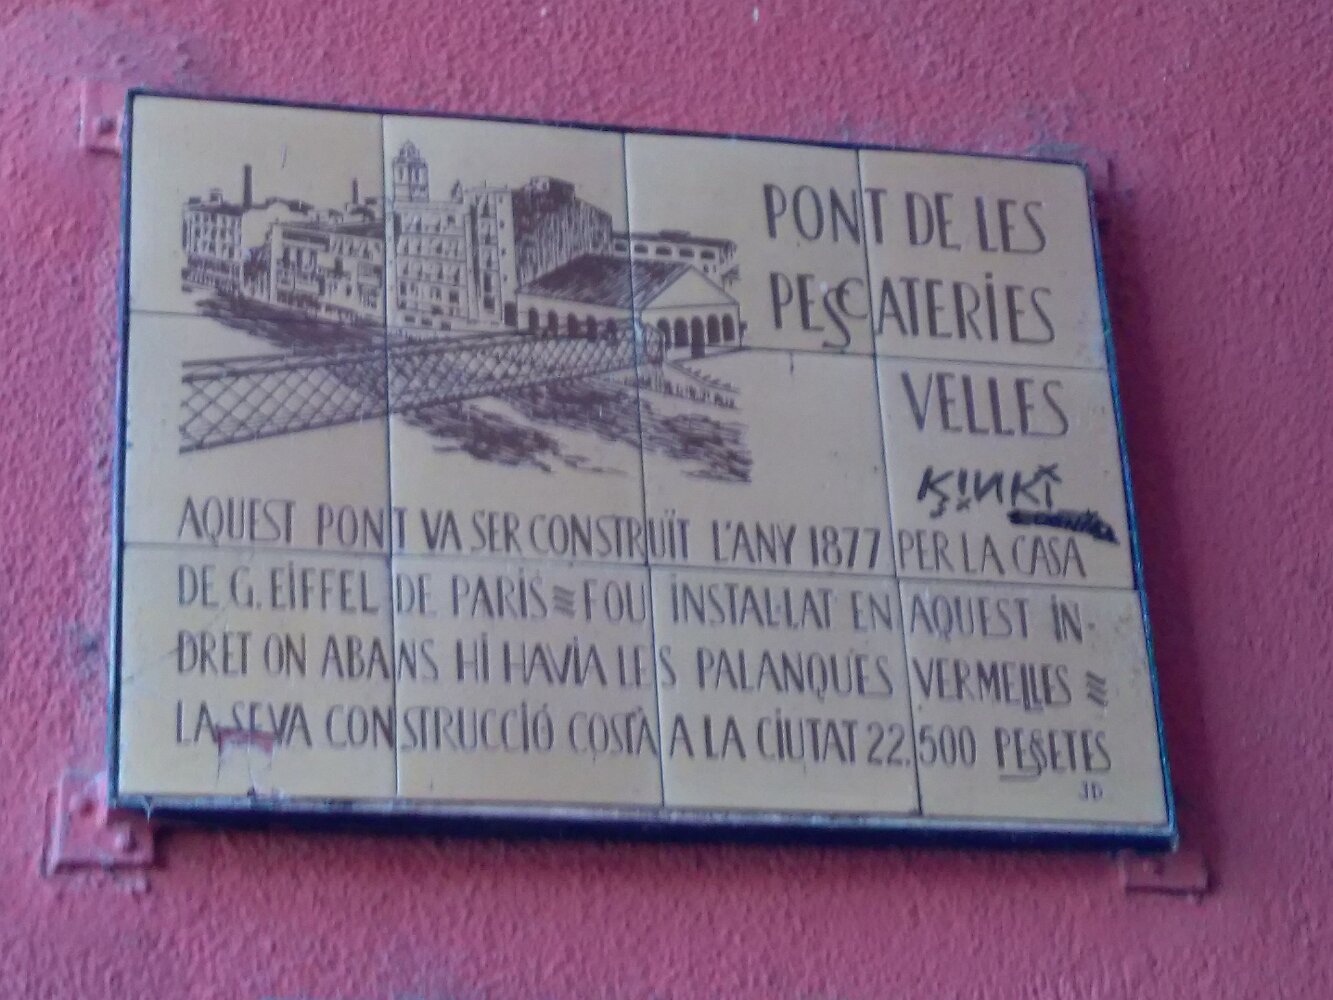 PONT DE LES
PESCATERIES
VELLES
KINKI
AQUEST PONT VA SER CONSTRUÏT L'ANY 1877 PER LA CASA
DE G. EIFFEL DE PARIS FOU INSTAL·LAT EN AQUEST IN-
DRET ON ABANS HI HAVIA LES PALANQUES VERMELLES
LA SEVA CONSTRUCCIÓ COSTÀ A LA CIUTAT 22.500 PESSETES
JD